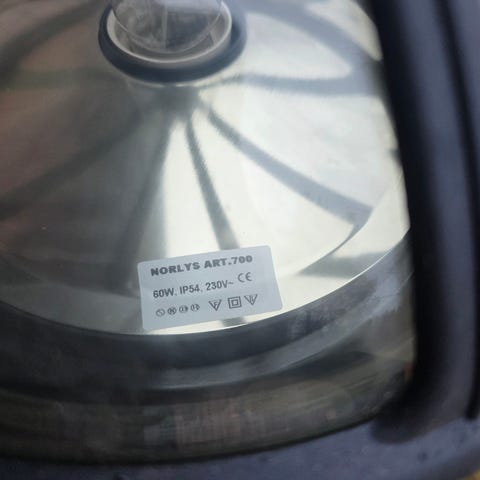 NORLYS ART.700
60W, IP54, 230V~ CE